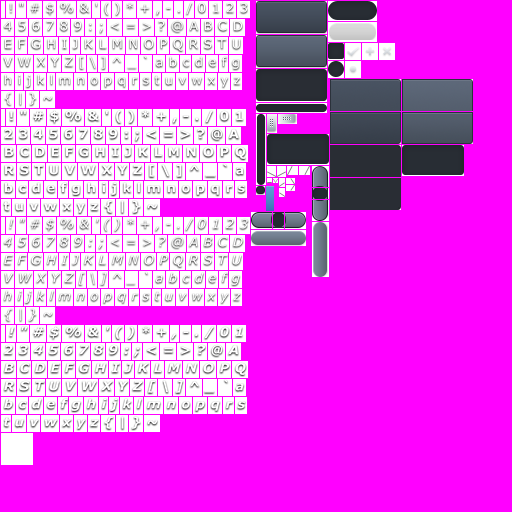 !"#$%&'()*+,-./0123
456789:;<=>?@ABCD
EFGHIJKLMNOPQRSTU
VWXYZ[\]^_`abcdefg
hijklmnopqrstuvwxyz
{|}~
!"#$%&'()*+,-./01
23456789:;<=>?@A
BCDEFGHIJKLMNOPQ
RSTUVWXYZ[\]^_`a
bcdefghijklmnopqrs
tuvwxyz{|}~
!"#$%&'()*+,-./0123
456789:;<=>?@ABCD
EFGHIJKLMNOPQRSTU
VWXYZ[\]^_`abcdefg
hijklmnopqrstuvwxyz
{|}~
!"#$%&'()*+,-./01
23456789:;<=>?@A
BCDEFGHIJKLMNOPQ
RSTUVWXYZ[\]^_`a
bcdefghijklmnopqrs
tuvwxyz{|}~